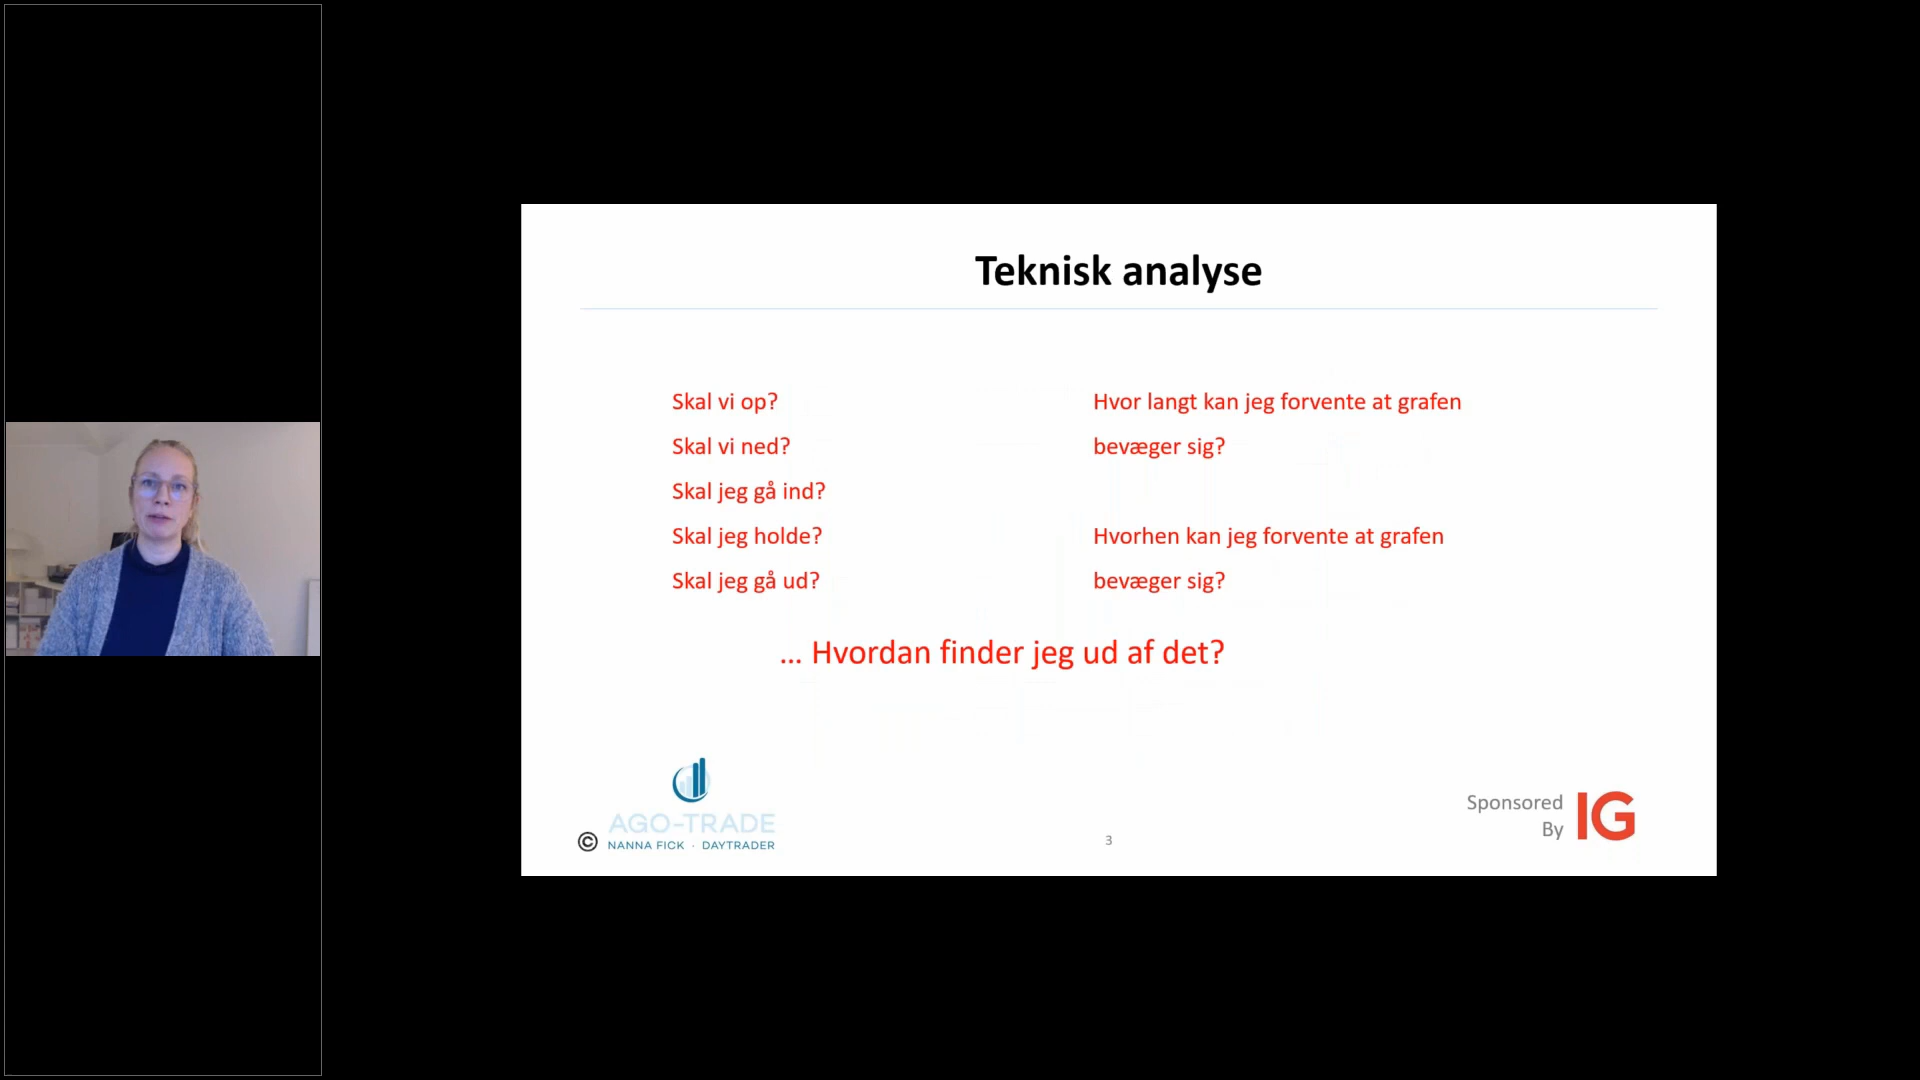 Teknisk analyse
Skal vi op?
Skal vi ned?
Skal jeg gå ind?
Skal jeg holde?
Skal jeg gå ud?
Hvor langt kan jeg forvente at grafen
bevæger sig?
Hvorhen kan jeg forvente at grafen
bevæger sig?
... Hvordan finder jeg ud af det?
AGO-TRADE
© NANNA FICK · DAYTRADER
3
Sponsored
By
IG